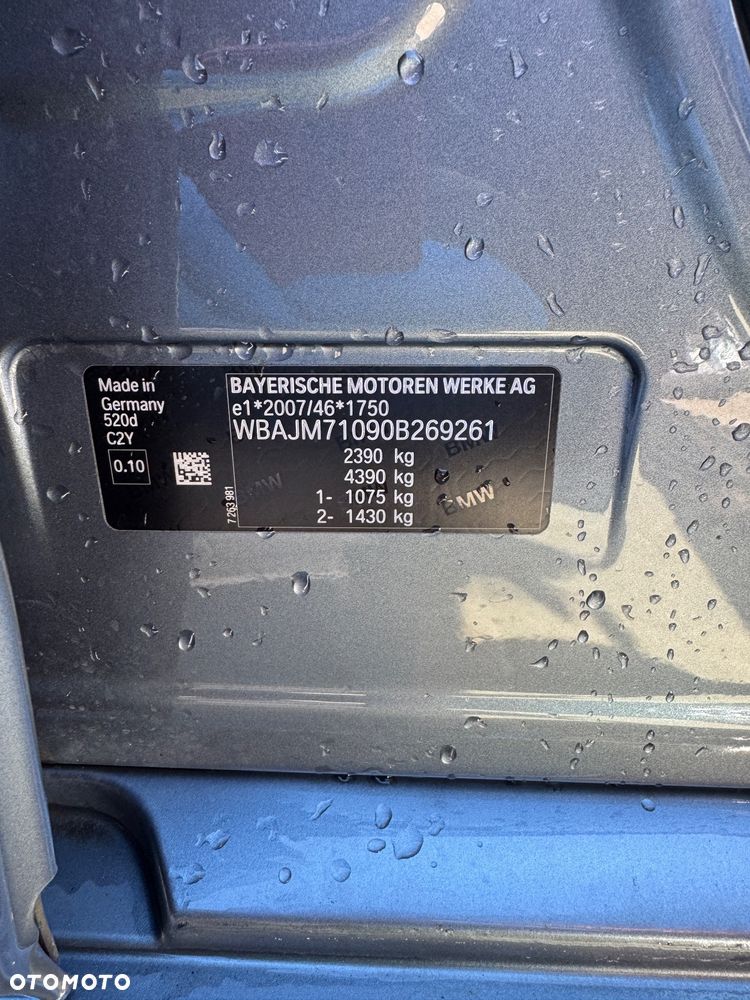 Made in
Germany
520d
C2Y
0.10
7 263 981
BAYERISCHE MOTOREN WERKE AG
e1*2007/46*1750
WBAJM71090B269261
2390 kg
4390 kg
1- 1075 kg
2- 1430 kg
BMW
OTOMOTO